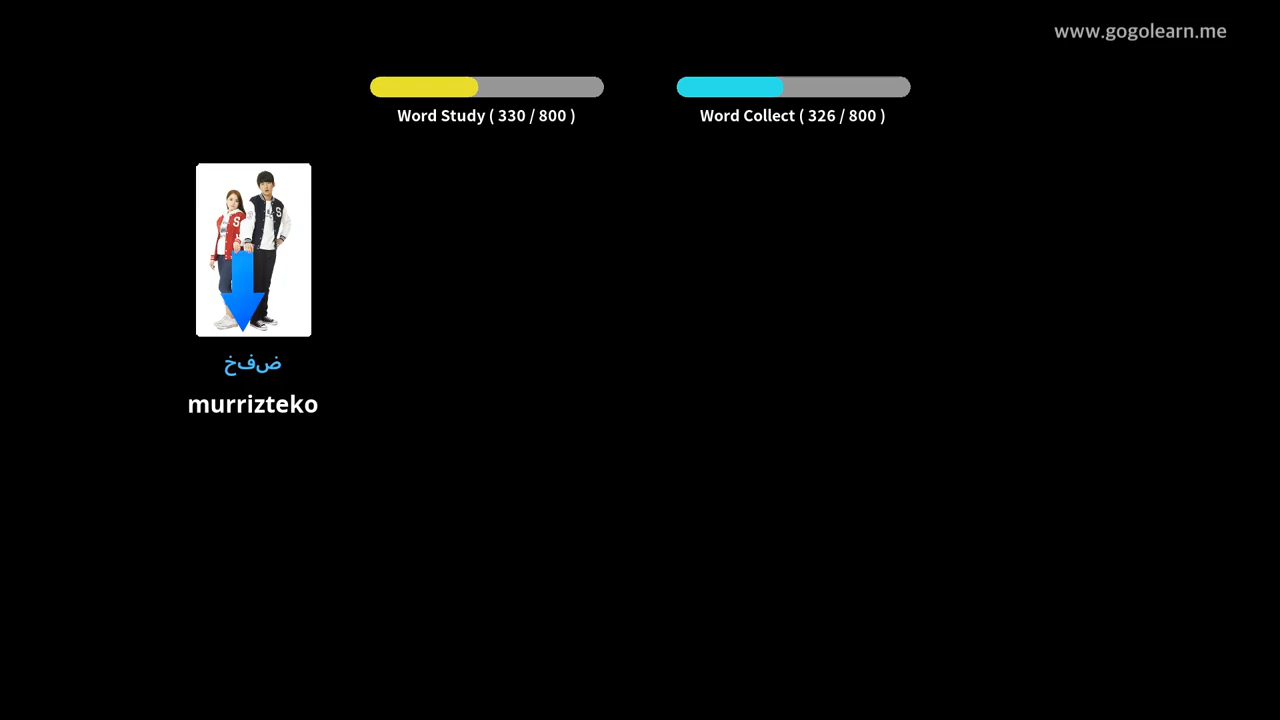 www.gogolearn.me
Word Study ( 330 / 800 )
Word Collect ( 326 / 800 )
S
S
خفض
murrizteko